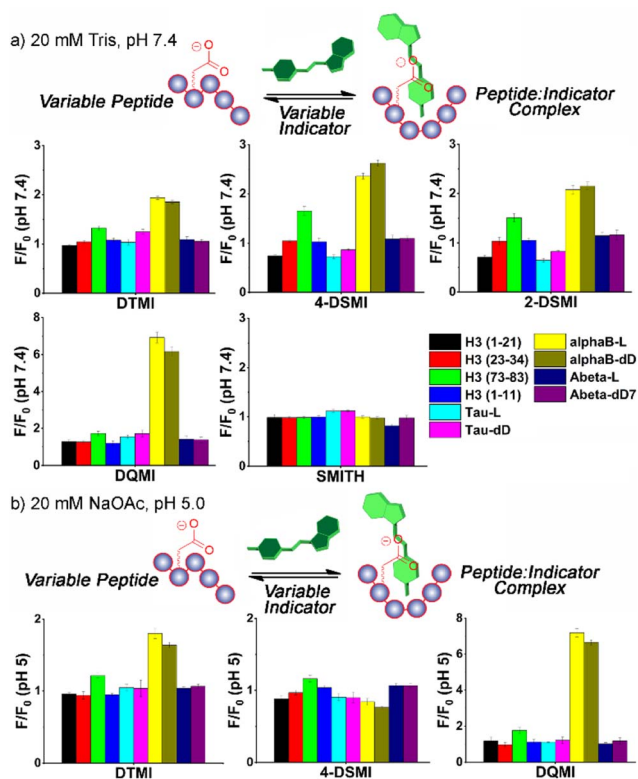 a) 20 mM Tris, pH 7.4
⊖ O
O
Variable Peptide
Variable
Indicator
Peptide:Indicator
Complex
F/F₀ (pH 7.4)
3
2
1
0
DTMI
F/F₀ (pH 7.4)
3
2
1
0
4-DSMI
F/F₀ (pH 7.4)
3
2
1
0
2-DSMI
F/F₀ (pH 7.4)
8
6
4
2
0
DQMI
F/F₀ (pH 7.4)
4
3
2
1
0
SMITH
H3 (1-21)
H3 (23-34)
H3 (73-83)
H3 (1-11)
Tau-L
Tau-dD
alphaB-L
alphaB-dD
Abeta-L
Abeta-dD7
b) 20 mM NaOAc, pH 5.0
⊖ O
O
Variable Peptide
Variable
Indicator
Peptide:Indicator
Complex
F/F₀ (pH 5)
2
1
0
DTMI
F/F₀ (pH 5)
2
1
0
4-DSMI
F/F₀ (pH 5)
8
6
4
2
0
DQMI